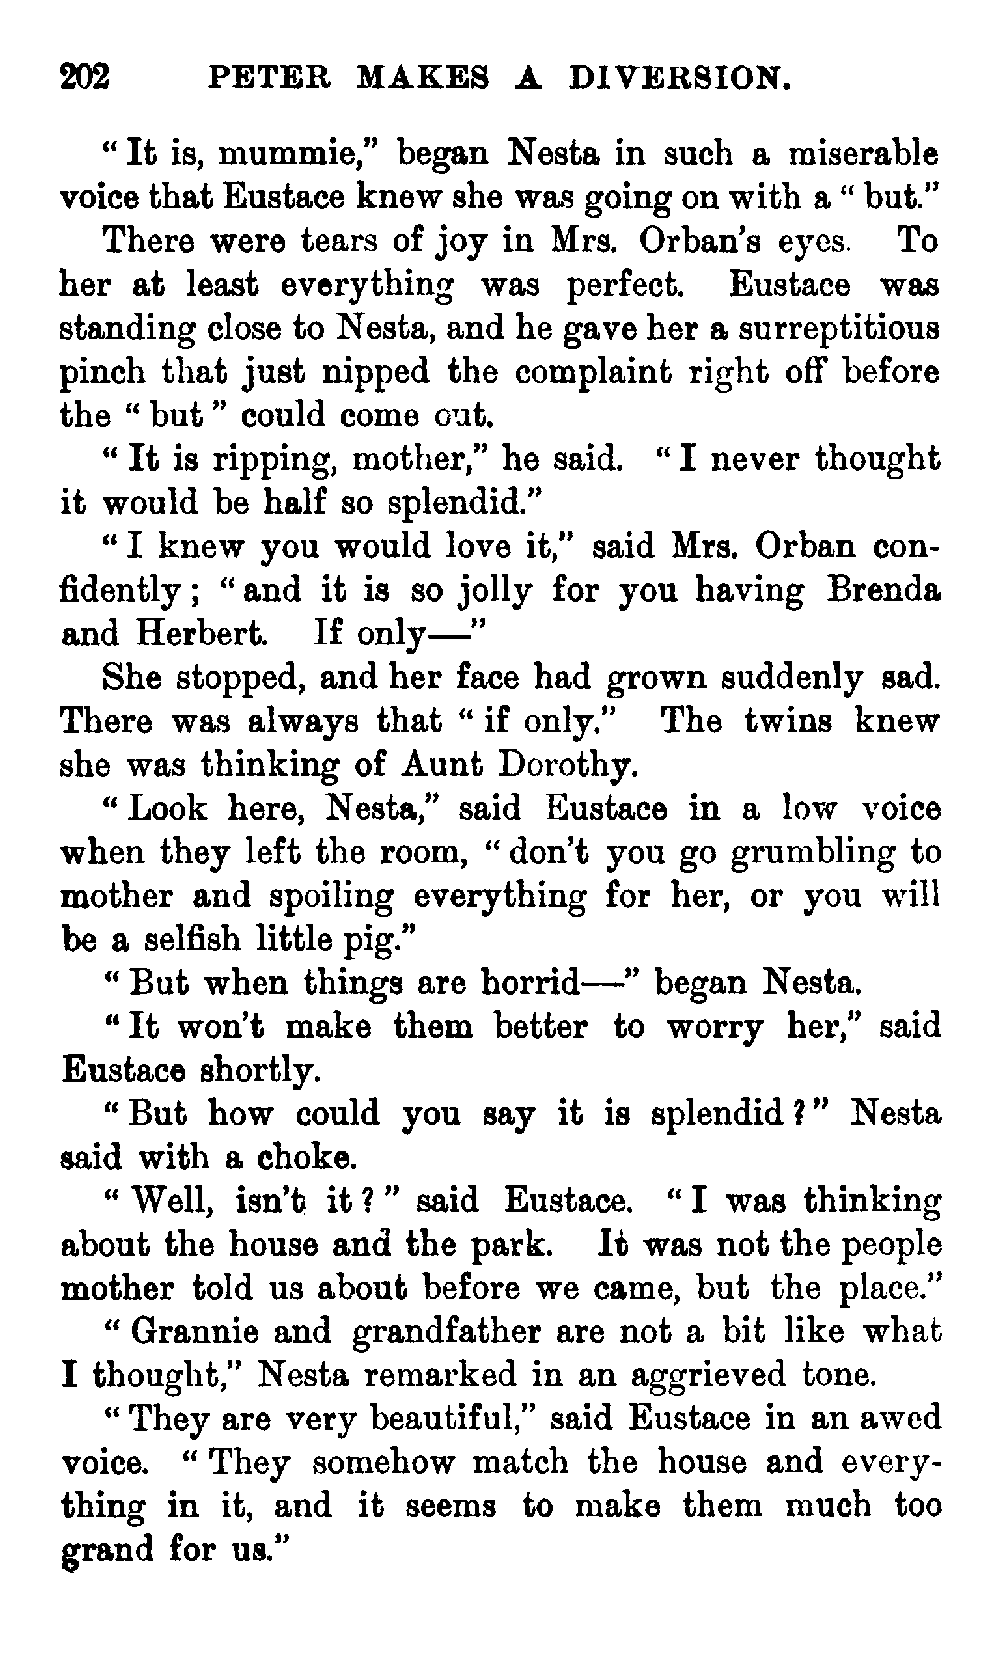 202 PETER MAKES A DIVERSION.
“ It is, mummie,” began Nesta in such a miserable
voice that Eustace knew she was going on with a “ but.”
There were tears of joy in Mrs. Orban’s eyes. To
her at least everything was perfect. Eustace was
standing close to Nesta, and he gave her a surreptitious
pinch that just nipped the complaint right off before
the “ but ” could come out.
“ It is ripping, mother,” he said. “ I never thought
it would be half so splendid.”
“ I knew you would love it,” said Mrs. Orban con-
fidently ; “ and it is so jolly for you having Brenda
and Herbert. If only—”
She stopped, and her face had grown suddenly sad.
There was always that “ if only.” The twins knew
she was thinking of Aunt Dorothy.
“ Look here, Nesta,” said Eustace in a low voice
when they left the room, “ don’t you go grumbling to
mother and spoiling everything for her, or you will
be a selfish little pig.”
“ But when things are horrid—” began Nesta.
“ It won’t make them better to worry her,” said
Eustace shortly.
“ But how could you say it is splendid ? ” Nesta
said with a choke.
“ Well, isn’t it ? ” said Eustace. “ I was thinking
about the house and the park. It was not the people
mother told us about before we came, but the place.”
“ Grannie and grandfather are not a bit like what
I thought,” Nesta remarked in an aggrieved tone.
“ They are very beautiful,” said Eustace in an awed
voice. “ They somehow match the house and every-
thing in it, and it seems to make them much too
grand for us.”